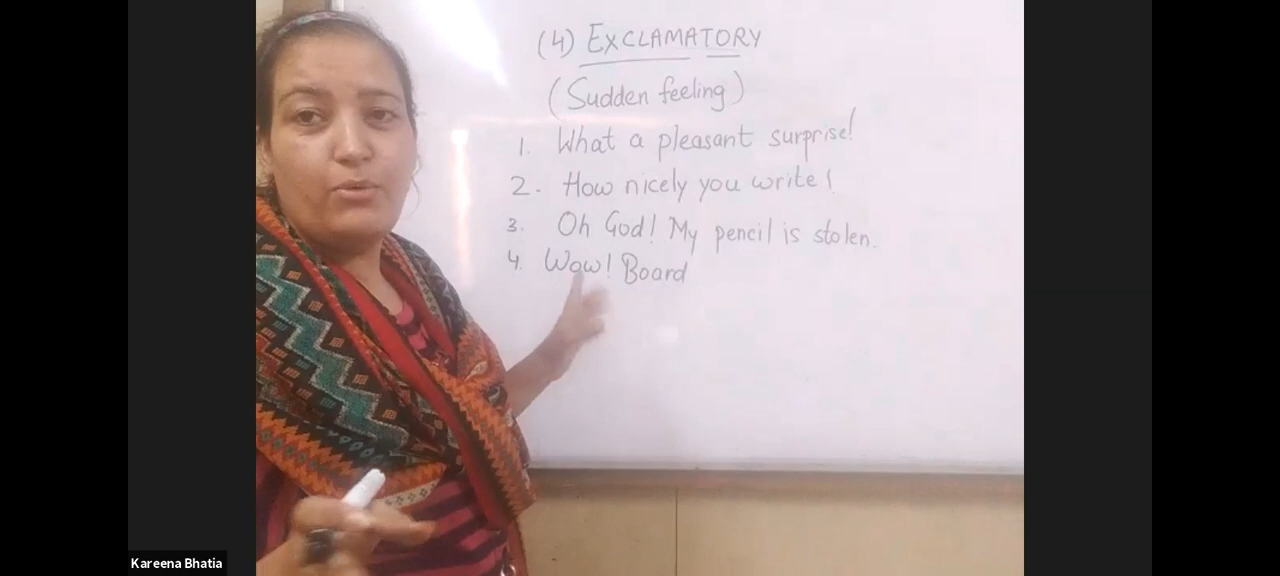 (4) EXCLAMATORY
(Sudden feeling)
1. What a pleasant surprise!
2. How nicely you write!
3. Oh God! My pencil is stolen.
4. Wow! Board
Kareena Bhatia